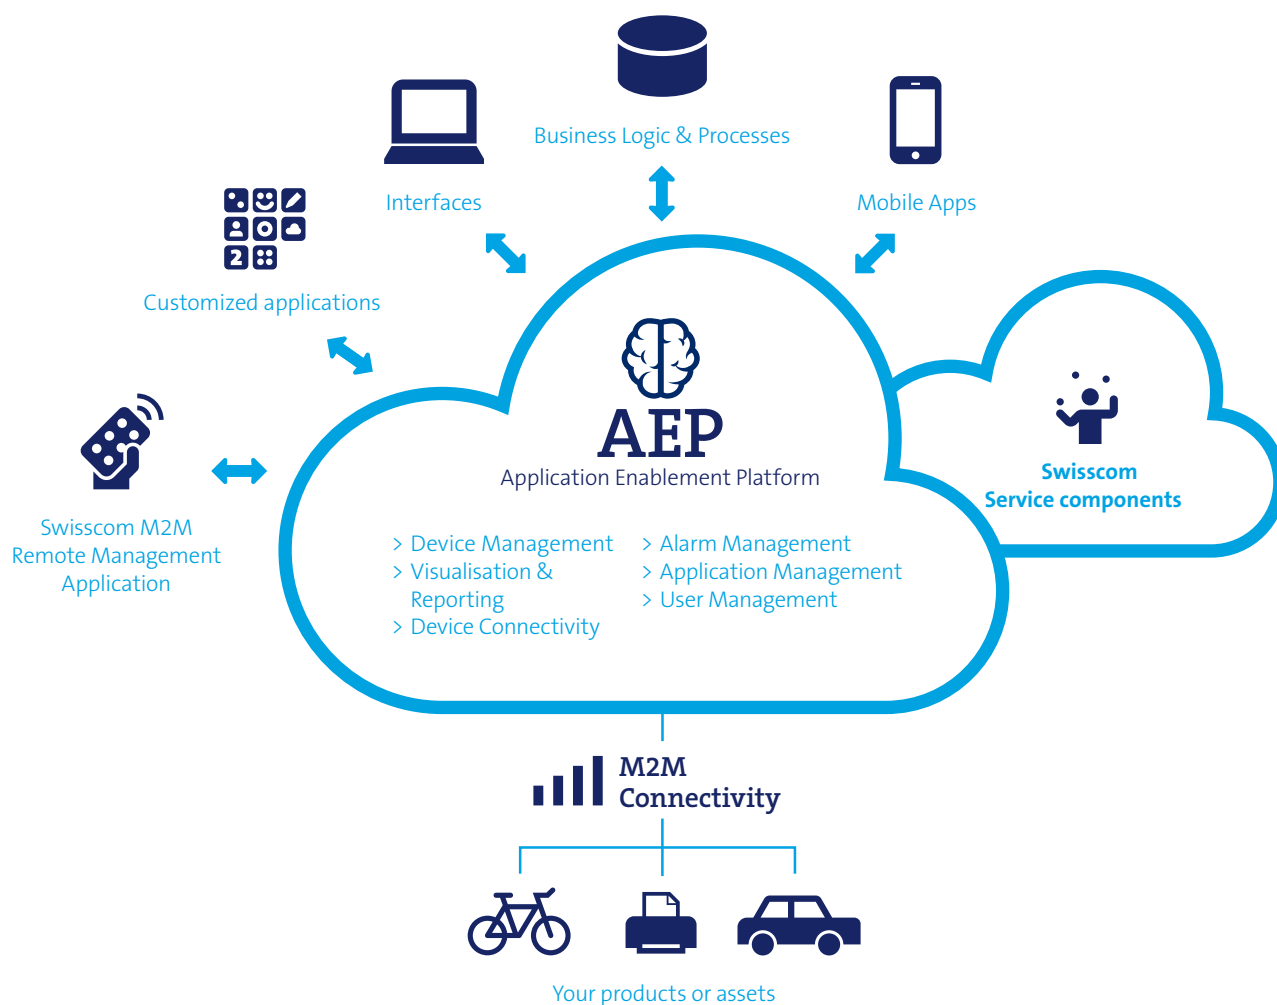 Business Logic & Processes
Interfaces
Mobile Apps
2
Customized applications
AEP
Application Enablement Platform
Swisscom
Service components
Swisscom M2M
Remote Management
Application
> Device Management
> Visualisation &
Reporting
> Device Connectivity
> Alarm Management
> Application Management
> User Management
M2M
Connectivity
Your products or assets